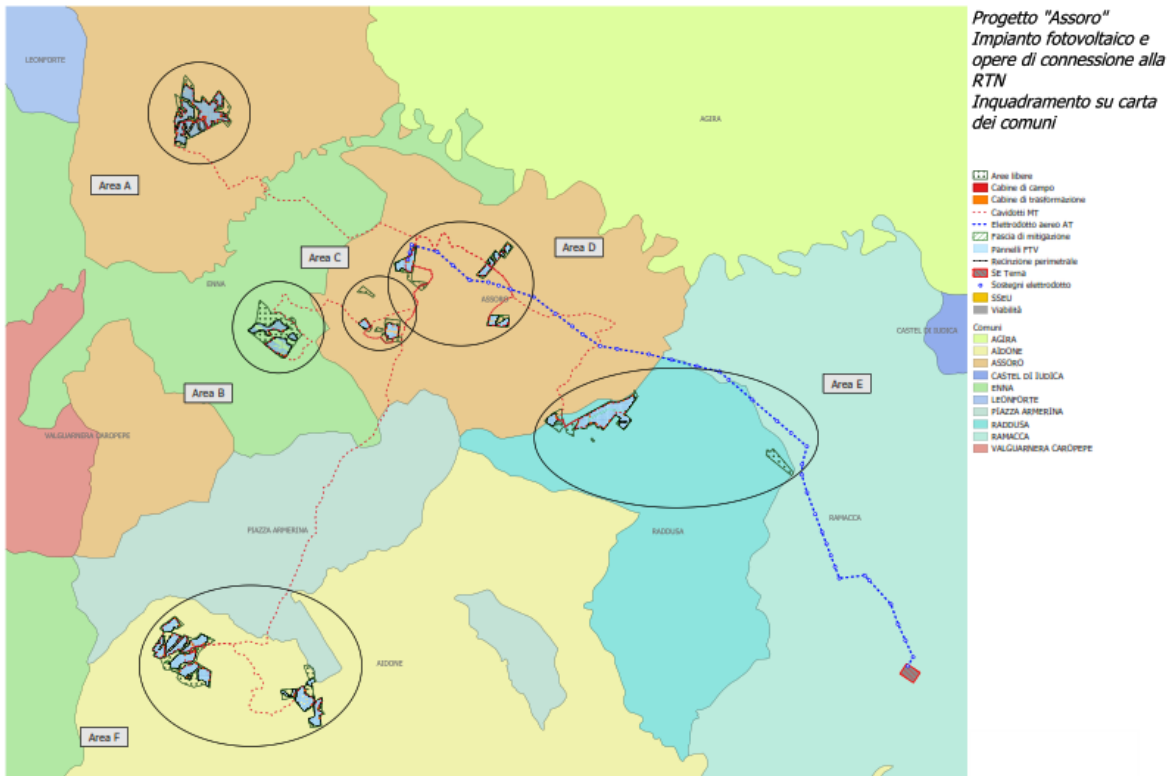 Progetto "Assoro"
Impianto fotovoltaico e
opere di connessione alla
RTN
Inquadramento su carta
dei comuni
Aree libere
Cabine di campo
Cabine di trasformazione
Cavidotti MT
Elettrodotto aereo AT
Fascia di mitigazione
Pannelli FTV
Recinzione perimetrale
SE Terna
Sostegni elettrodotto
SSEU
Viabilità
Comuni
AGIRA
AIDONE
ASSORO
CASTEL DI IUDICA
ENNA
LEONFORTE
PIAZZA ARMERINA
RADDUSA
RAMACCA
VALGUARNERA CAROPEPE
LEONFORTE
AGIRA
Area A
Area D
Area C
ENNA
ASSORO
CASTEL DI IUDICA
Area E
Area B
VALGUARNERA CAROPEPE
RAMACCA
PIAZZA ARMERINA
RADDUSA
AIDONE
Area F